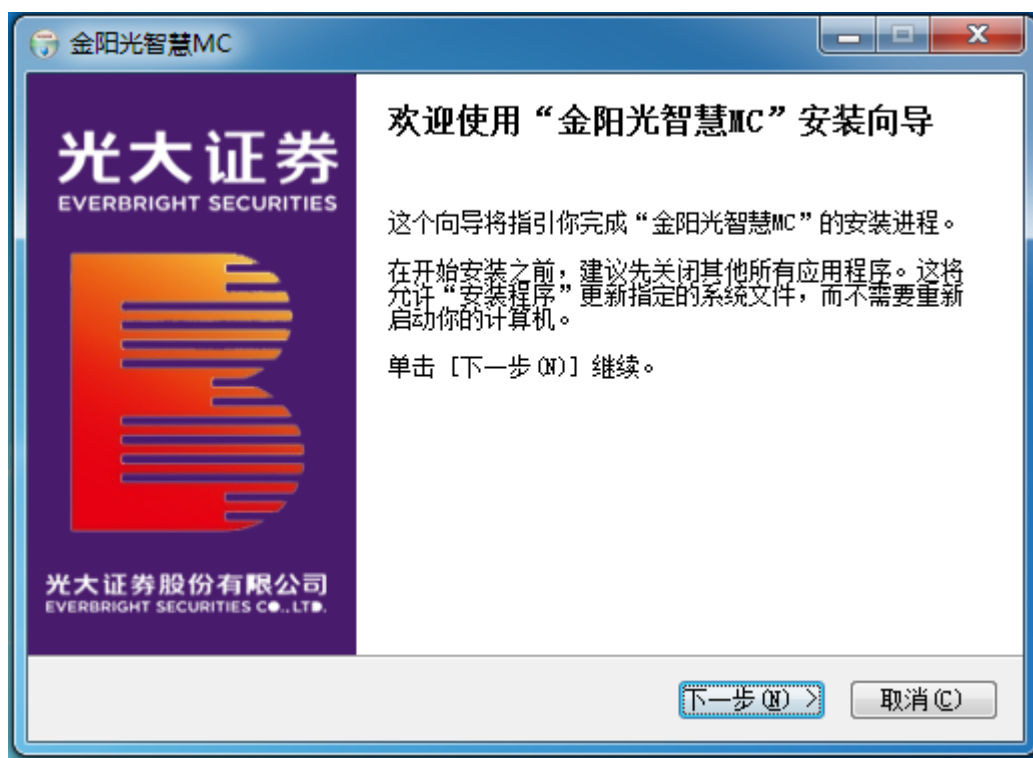 金阳光智慧MC
光大证券
EVERBRIGHT SECURITIES
光大证券股份有限公司
EVERBRIGHT SECURITIES CO.,LTD.
欢迎使用“金阳光智慧MC”安装向导
这个向导将指引你完成“金阳光智慧MC”的安装进程。
在开始安装之前，建议先关闭其他所有应用程序。这将
允许“安装程序”更新指定的系统文件，而不需要重新
启动你的计算机。
单击 [下一步(N)] 继续。
下一步(N) >
取消(C)